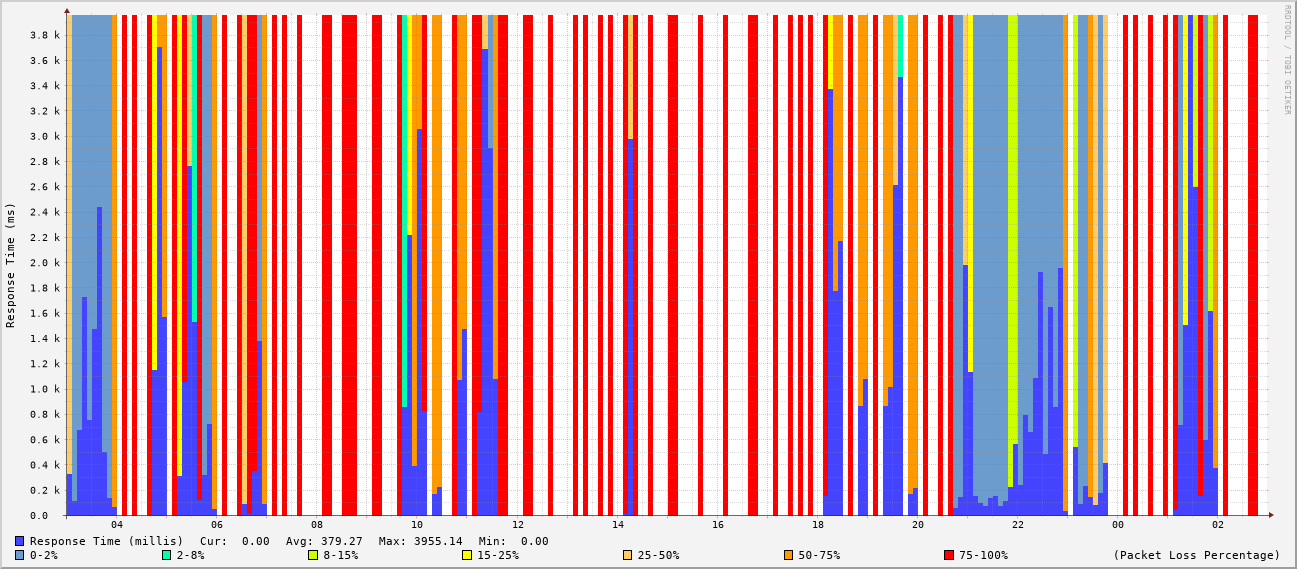 RRDTOOL / TOBI OETIKER
Response Time (ms)
3.8 k
3.6 k
3.4 k
3.2 k
3.0 k
2.8 k
2.6 k
2.4 k
2.2 k
2.0 k
1.8 k
1.6 k
1.4 k
1.2 k
1.0 k
0.8 k
0.6 k
0.4 k
0.2 k
0.0
04 06 08 10 12 14 16 18 20 22 00 02
Response Time (millis) Cur: 0.00 Avg: 379.27 Max: 3955.14 Min: 0.00
0-2% 2-8% 8-15% 15-25% 25-50% 50-75% 75-100% (Packet Loss Percentage)